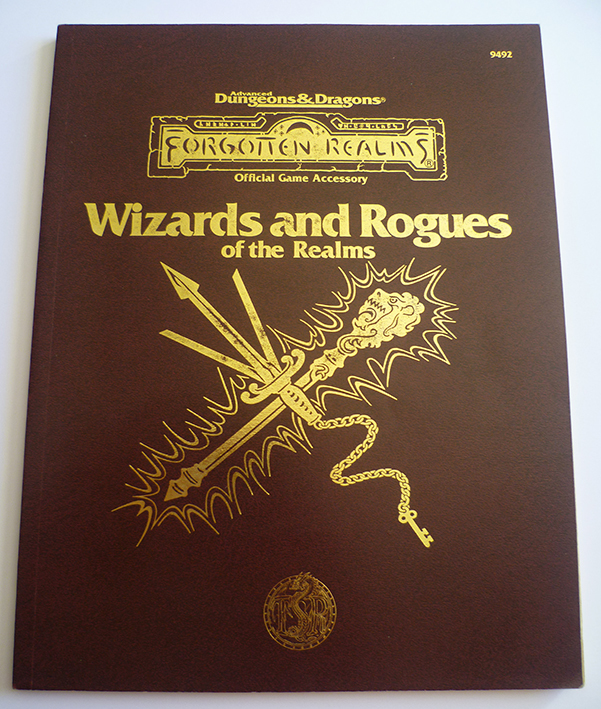 9492
Advanced
Dungeons & Dragons®
FORGOTTEN REALMS®
Official Game Accessory
Wizards and Rogues
of the Realms
TSR